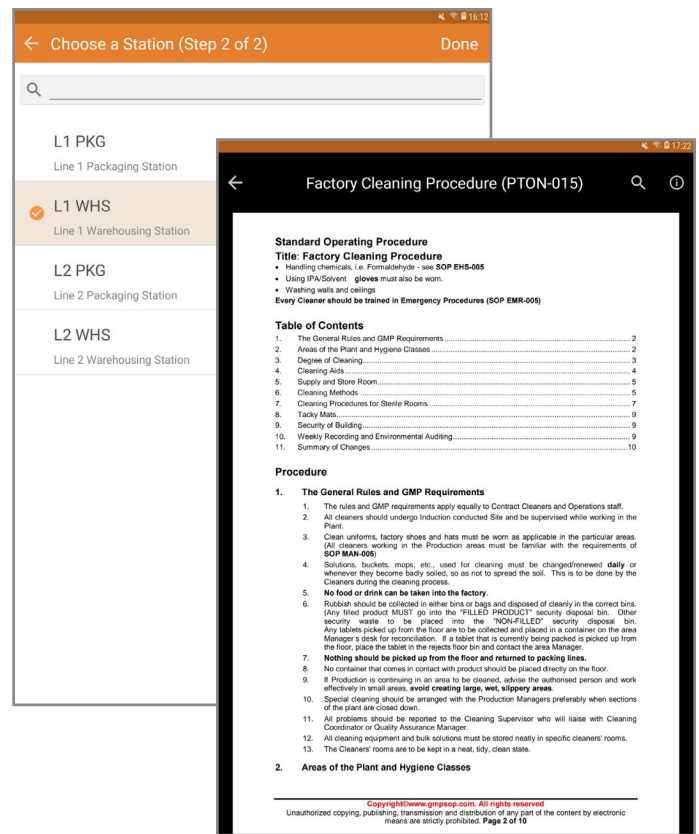 16:12
Choose a Station (Step 2 of 2)
Done
L1 PKG
Line 1 Packaging Station
L1 WHS
Line 1 Warehousing Station
L2 PKG
Line 2 Packaging Station
L2 WHS
Line 2 Warehousing Station
17:22
Factory Cleaning Procedure (PTON-015)
Standard Operating Procedure
Title: Factory Cleaning Procedure
• Handling chemicals, i.e. Formaldehyde - see SOP EHS-005
• Using IPA/Solvent gloves must also be worn.
• Washing walls and ceilings
Every Cleaner should be trained in Emergency Procedures (SOP EMR-005)
Table of Contents
1. The General Rules and GMP Requirements 2
2. Areas of the Plant and Hygiene Classes 2
3. Degree of Cleaning 3
4. Cleaning Aids 4
5. Supply and Store Room 5
6. Cleaning Methods 5
7. Cleaning Procedures for Sterile Rooms 7
8. Tacky Mats 9
9. Security of Building 9
10. Weekly Recording and Environmental Auditing 9
11. Summary of Changes 10
Procedure
1. The General Rules and GMP Requirements
1. The rules and GMP requirements apply equally to Contract Cleaners and Operations staff.
2. All cleaners should undergo Induction conducted Site and be supervised while working in the
Plant.
3. Clean uniforms, factory shoes and hats must be worn as applicable in the particular areas.
(All cleaners working in the Production areas must be familiar with the requirements of
SOP MAN-005)
4. Solutions, buckets, mops, etc., used for cleaning must be changed/renewed daily or
whenever they become badly soiled, so as not to spread the soil. This is to be done by the
Cleaners during the cleaning process.
5. No food or drink can be taken into the factory.
6. Rubbish should be collected in either bins or bags and disposed of cleanly in the correct bins.
(Any filled product MUST go into the "FILLED PRODUCT" security disposal bin. Other
security waste to be placed into the "NON-FILLED" security disposal bin.
Any tablets picked up from the floor are to be collected and placed in a container on the area
Manager s desk for reconciliation. If a tablet that is currently being packed is picked up from
the floor, place the tablet in the rejects floor bin and contact the area Manager.
7. Nothing should be picked up from the floor and returned to packing lines.
8. No container that comes in contact with product should be placed directly on the floor.
9. If Production is continuing in an area to be cleaned, advise the authorised person and work
effectively in small areas, avoid creating large, wet, slippery areas.
10. Special cleaning should be arranged with the Production Managers preferably when sections
of the plant are closed down.
11. All problems should be reported to the Cleaning Supervisor who will liaise with Cleaning
Coordinator or Quality Assurance Manager.
12. All cleaning equipment and bulk solutions must be stored neatly in specific cleaners' rooms.
13. The Cleaners' rooms are to be kept in a neat, tidy, clean state.
2. Areas of the Plant and Hygiene Classes
Copyright©www.gmpsop.com. All rights reserved
Unauthorized copying, publishing, transmission and distribution of any part of the content by electronic
means are strictly prohibited. Page 2 of 10